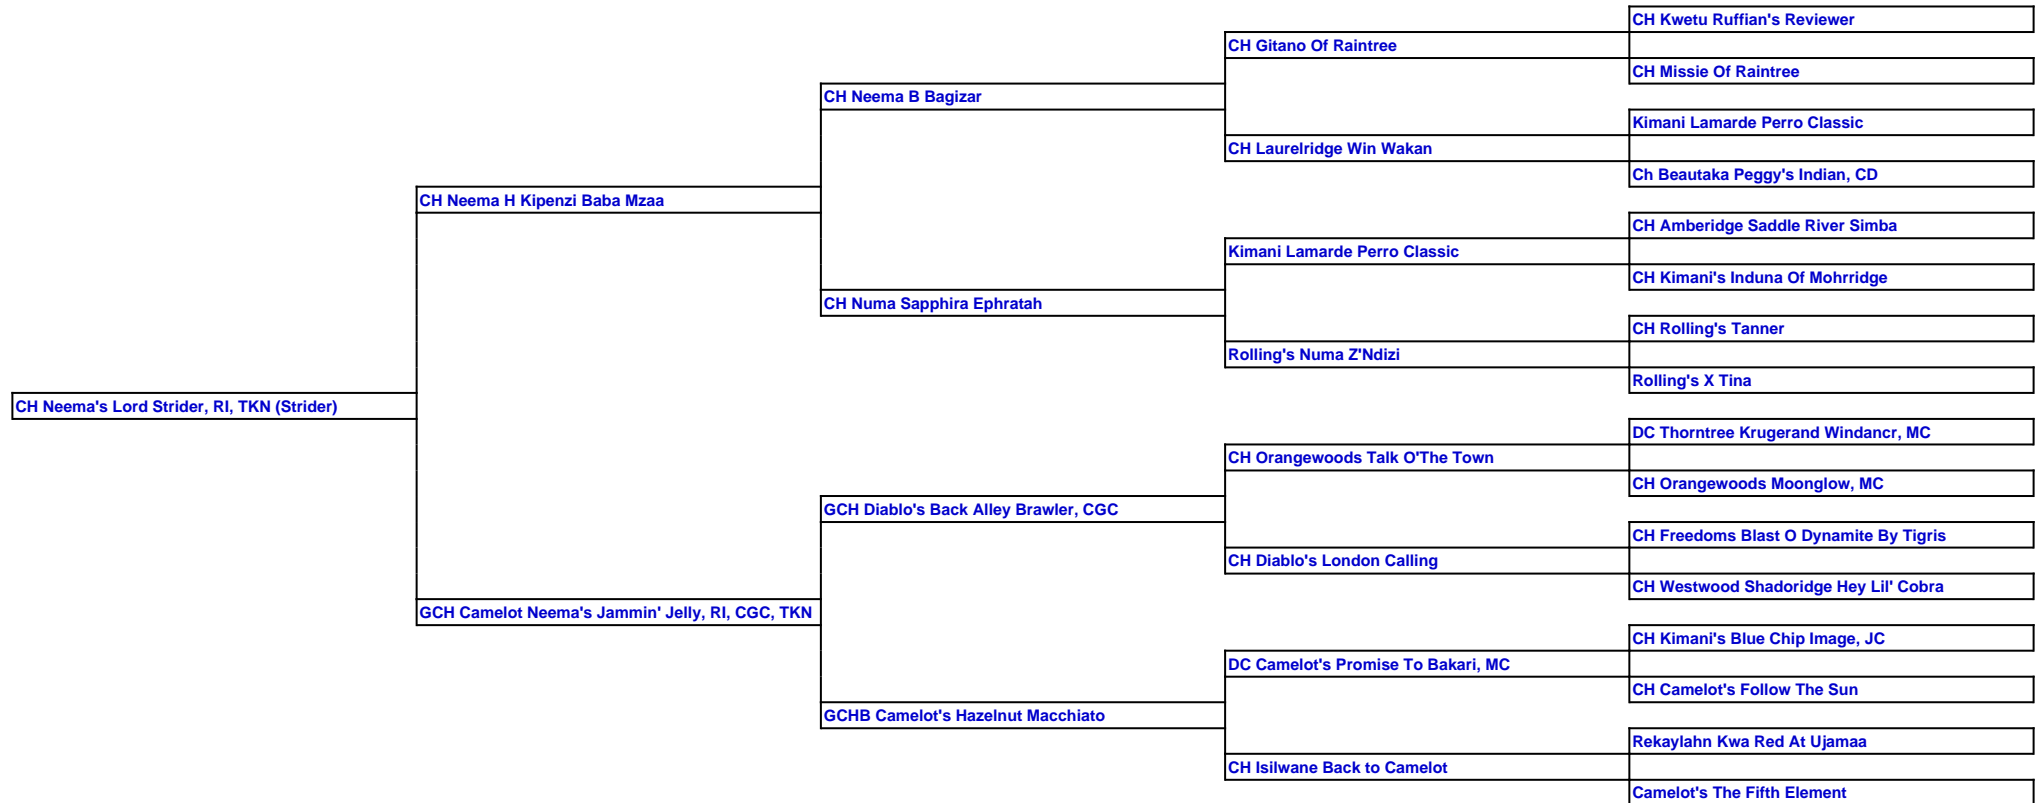 CH Kwetu Ruffian's Reviewer
CH Gitano Of Raintree
CH Missie Of Raintree
CH Neema B Bagizar
Kimani Lamarde Perro Classic
CH Laurelridge Win Wakan
Ch Beautaka Peggy's Indian, CD
CH Neema H Kipenzi Baba Mzaa
CH Amberidge Saddle River Simba
Kimani Lamarde Perro Classic
CH Kimani's Induna Of Mohrridge
CH Numa Sapphira Ephratah
CH Rolling's Tanner
Rolling's Numa Z'Ndizi
Rolling's X Tina
CH Neema's Lord Strider, RI, TKN (Strider)
DC Thorntree Krugerand Windancr, MC
CH Orangewoods Talk O'The Town
CH Orangewoods Moonglow, MC
GCH Diablo's Back Alley Brawler, CGC
CH Freedoms Blast O Dynamite By Tigris
CH Diablo's London Calling
CH Westwood Shadoridge Hey Lil' Cobra
GCH Camelot Neema's Jammin' Jelly, RI, CGC, TKN
CH Kimani's Blue Chip Image, JC
DC Camelot's Promise To Bakari, MC
CH Camelot's Follow The Sun
GCHB Camelot's Hazelnut Macchiato
Rekaylahn Kwa Red At Ujamaa
CH Isilwane Back to Camelot
Camelot's The Fifth Element